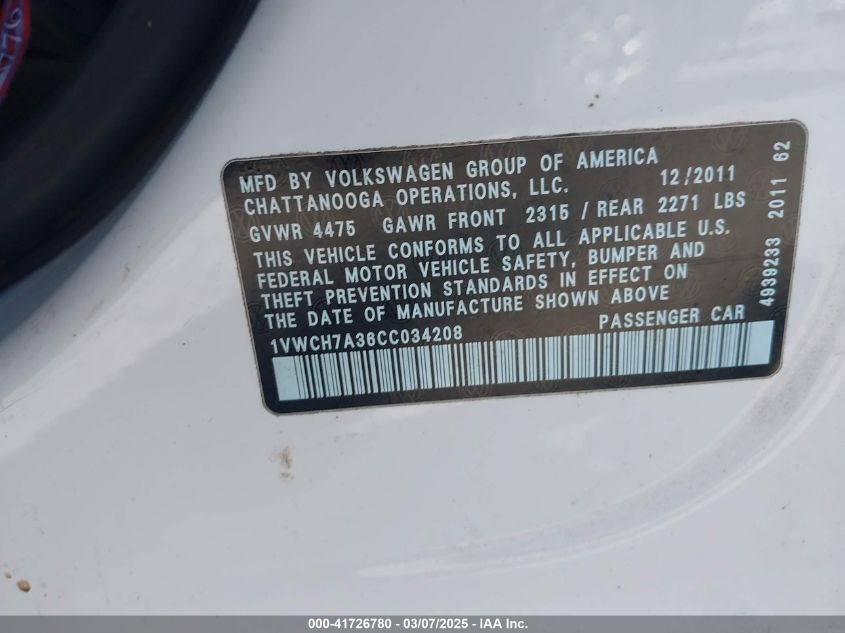 MFD BY VOLKSWAGEN GROUP OF AMERICA
CHATTANOOGA OPERATIONS, LLC. 12/2011
GVWR 4475 GAWR FRONT 2315 / REAR 2271 LBS
THIS VEHICLE CONFORMS TO ALL APPLICABLE U.S.
FEDERAL MOTOR VEHICLE SAFETY, BUMPER AND
THEFT PREVENTION STANDARDS IN EFFECT ON
THE DATE OF MANUFACTURE SHOWN ABOVE
1VWCH7A36CC034208 PASSENGER CAR
4939233 2011 62
000-41726780 - 03/07/2025 - IAA Inc.